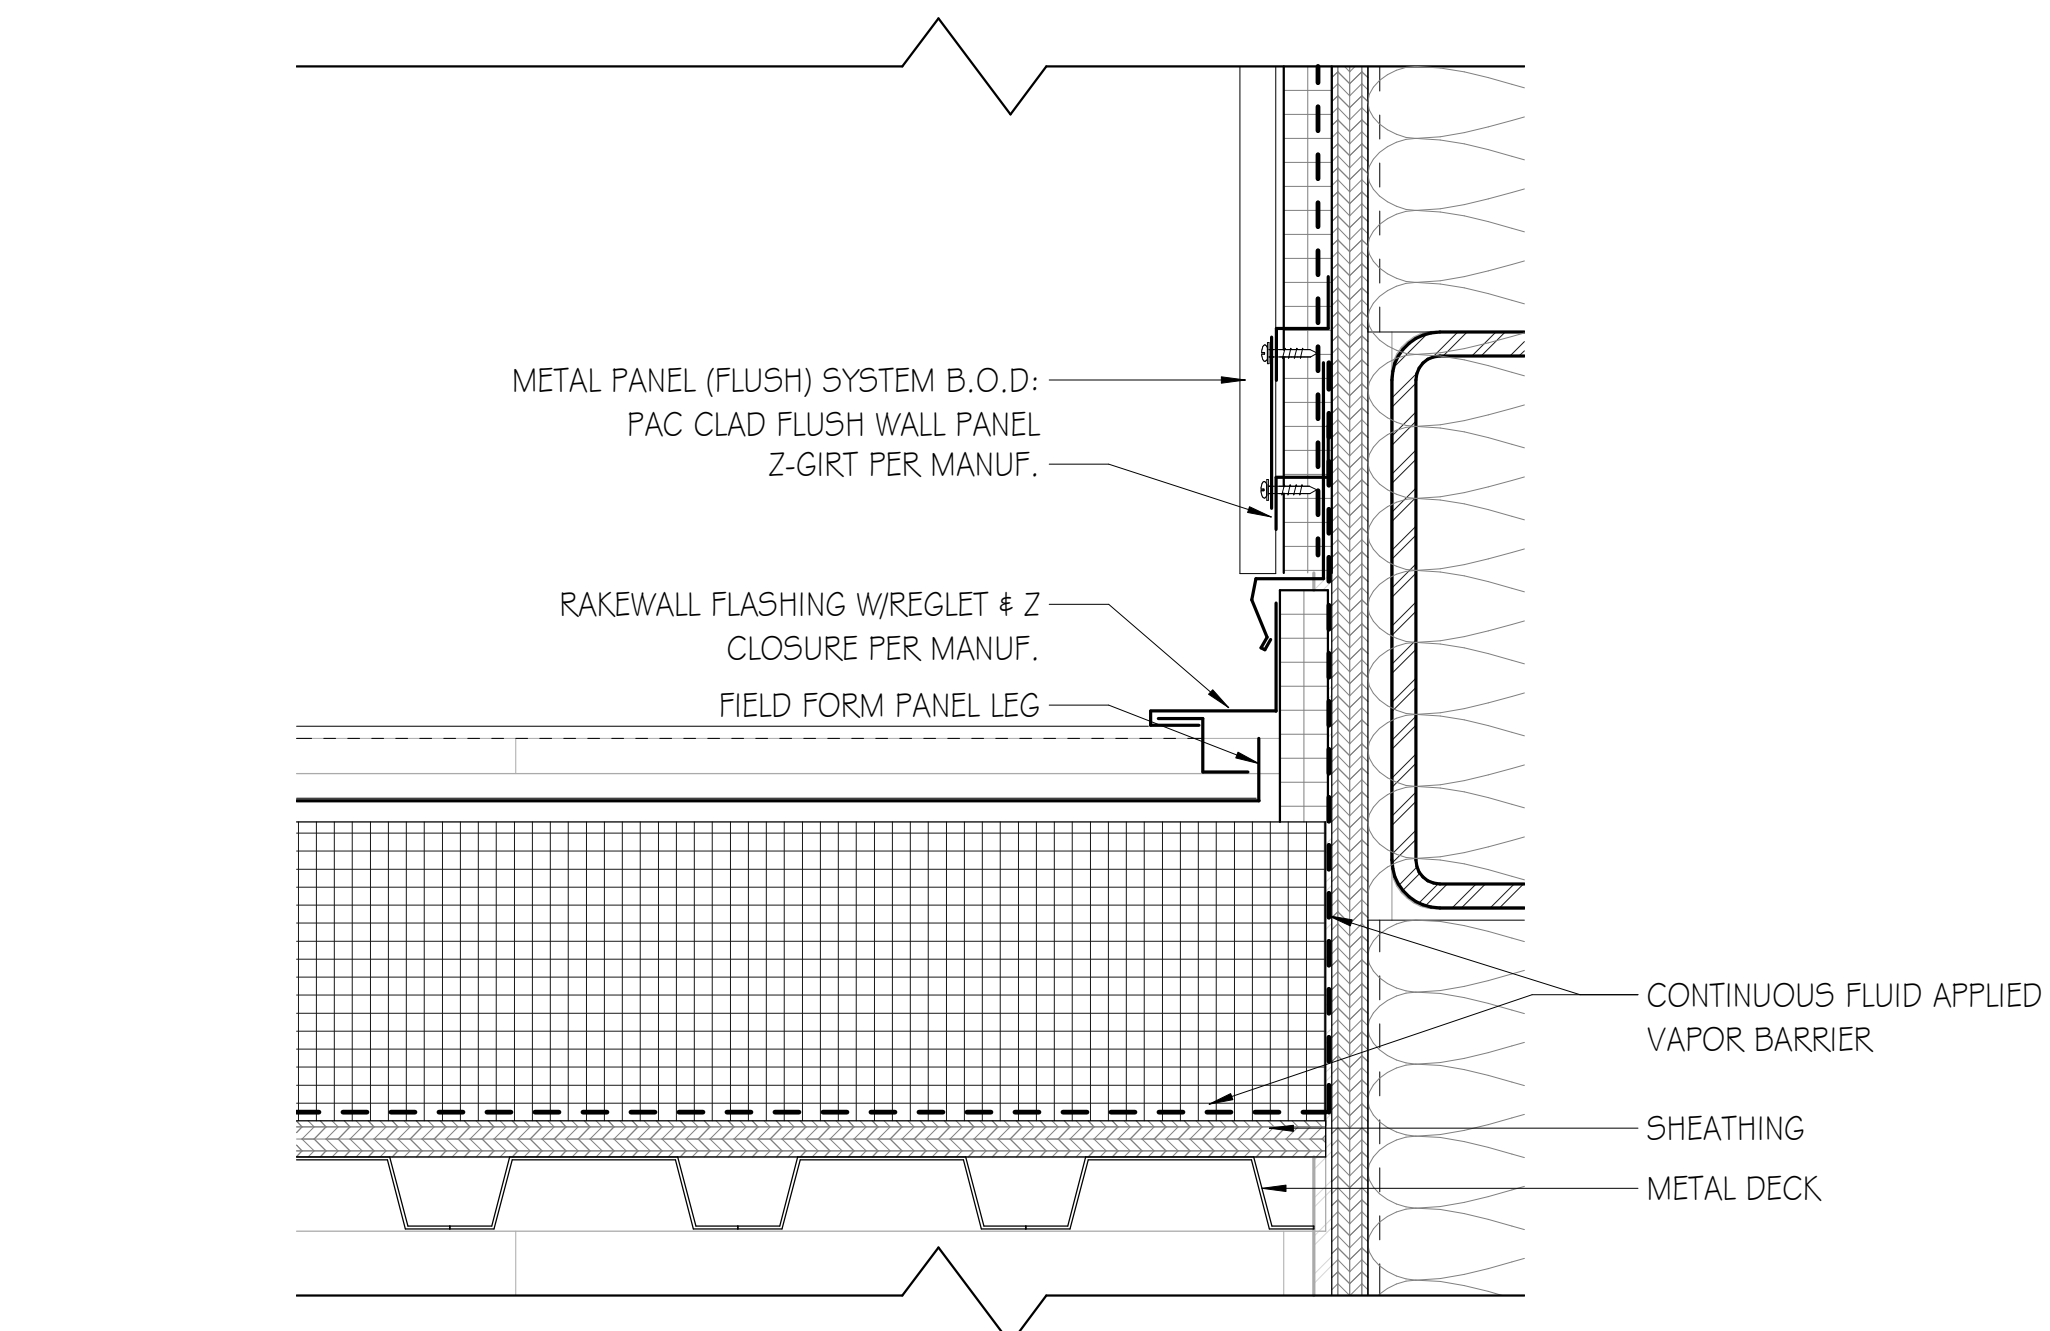 METAL PANEL (FLUSH) SYSTEM B.O.D:
PAC CLAD FLUSH WALL PANEL
Z-GIRT PER MANUF.
RAKEWALL FLASHING W/REGLET & Z
CLOSURE PER MANUF.
FIELD FORM PANEL LEG
CONTINUOUS FLUID APPLIED
VAPOR BARRIER
SHEATHING
METAL DECK